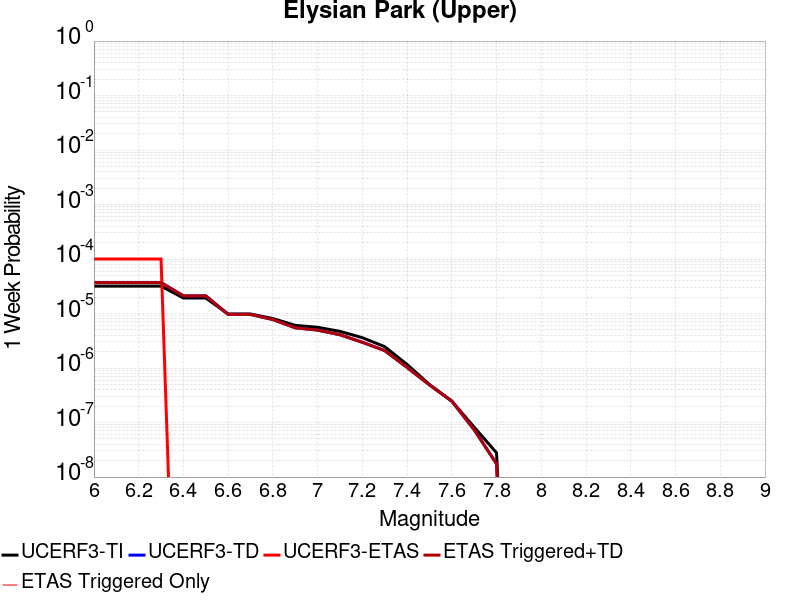 Elysian Park (Upper)
1 Week Probability
10^0
10^-1
10^-2
10^-3
10^-4
10^-5
10^-6
10^-7
10^-8
6 6.2 6.4 6.6 6.8 7 7.2 7.4 7.6 7.8 8 8.2 8.4 8.6 8.8 9
Magnitude
UCERF3-TI UCERF3-TD UCERF3-ETAS ETAS Triggered+TD
ETAS Triggered Only